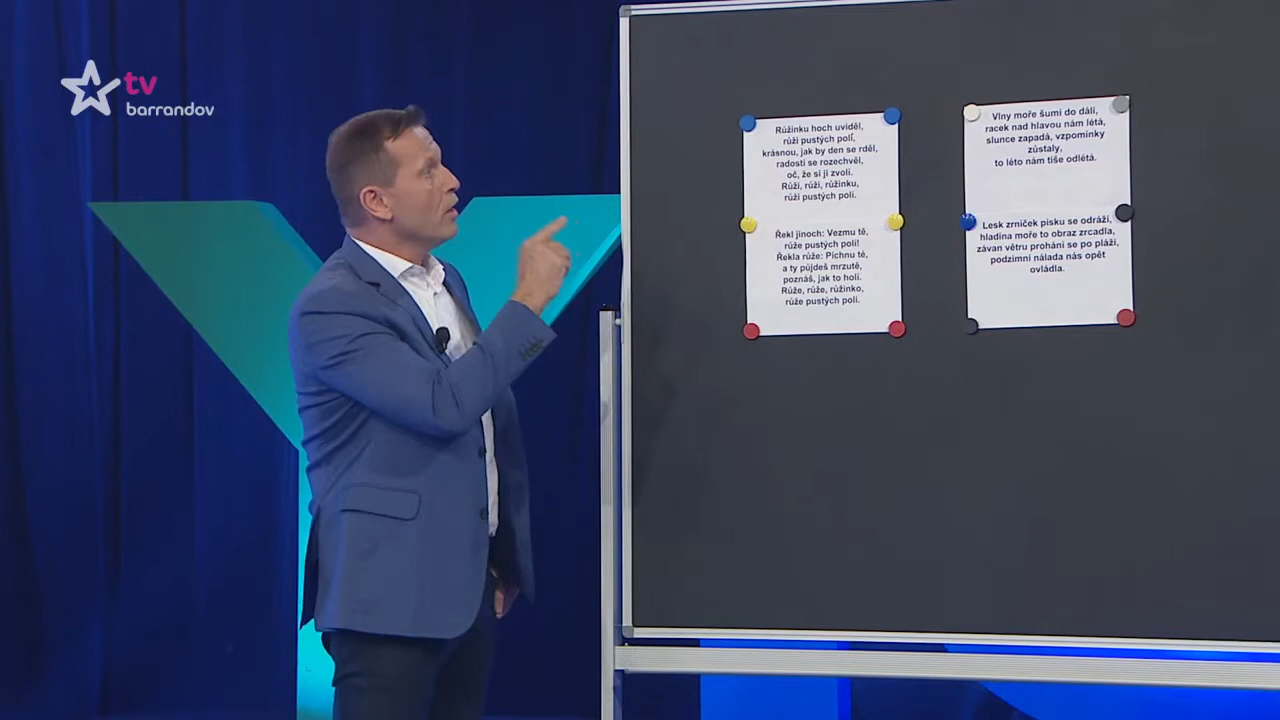 tv
barrandov
Růžinku hoch uviděl,
růži pustých polí,
krásnou, jak by den se rděl,
radostí se rozechvěl,
oč, že si ji zvolí.
Růži, růži, růžinku,
růži pustých polí.
Řekl jinoch: Vezmu tě,
růže pustých polí!
Řekla růže: Píchnu tě,
a ty půjdeš mrzutě,
poznáš, jak to bolí.
Růže, růže, růžinko,
růže pustých polí.
Vlny moře šumí do dáli,
racek nad hlavou nám létá,
slunce zapadá, vzpomínky
zůstaly,
to léto nám tiše odlétá.
Lesk zrníček písku se odráží,
hladina moře to obraz zrcadla,
závan větru prohání se po pláži,
podzimní nálada nás opět
ovládla.